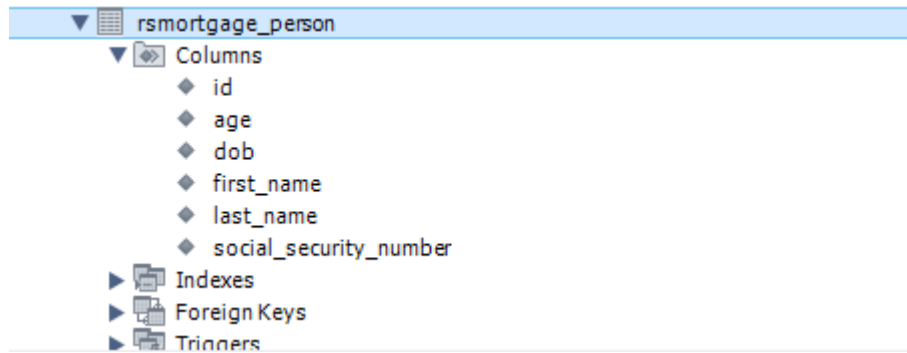 rsmortgage_person
Columns
id
age
dob
first_name
last_name
social_security_number
Indexes
Foreign Keys
Triggers